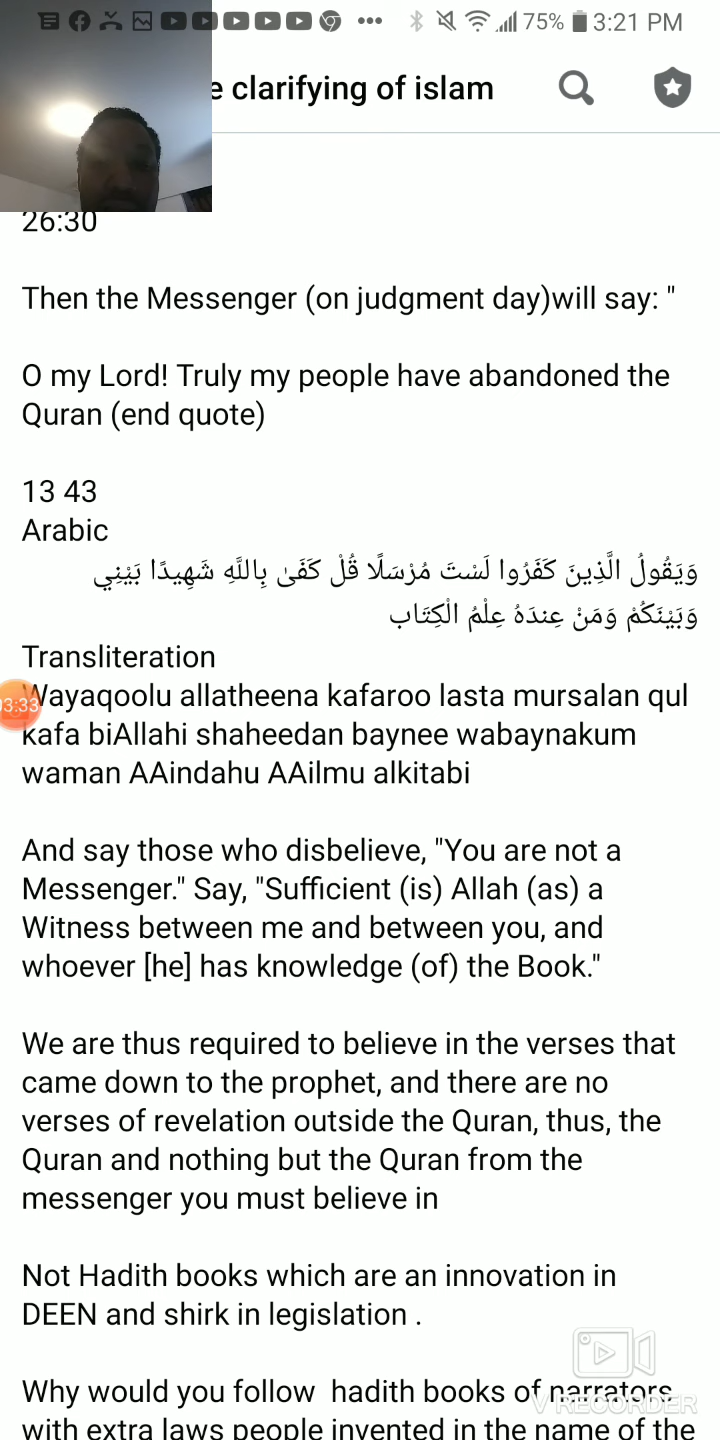 75% 3:21 PM
e clarifying of islam
26:30
Then the Messenger (on judgment day)will say: "
O my Lord! Truly my people have abandoned the
Quran (end quote)
13 43
Arabic
وَيَقُولُ الَّذِينَ كَفَرُوا لَسْتَ مُرْسَلًا قُلْ كَفَىٰ بِاللَّهِ شَهِيدًا بَيْنِي
وَبَيْنَكُمْ وَمَنْ عِندَهُ عِلْمُ الْكِتَابِ
Transliteration
03:33
Wayaqoolu allatheena kafaroo lasta mursalan qul
kafa biAllahi shaheedan baynee wabaynakum
waman AAindahu AAilmu alkitabi
And say those who disbelieve, "You are not a
Messenger." Say, "Sufficient (is) Allah (as) a
Witness between me and between you, and
whoever [he] has knowledge (of) the Book."
We are thus required to believe in the verses that
came down to the prophet, and there are no
verses of revelation outside the Quran, thus, the
Quran and nothing but the Quran from the
messenger you must believe in
Not Hadith books which are an innovation in
DEEN and shirk in legislation .
Why would you follow  hadith books of narrators
V RECORDER
with extra laws people invented in the name of the